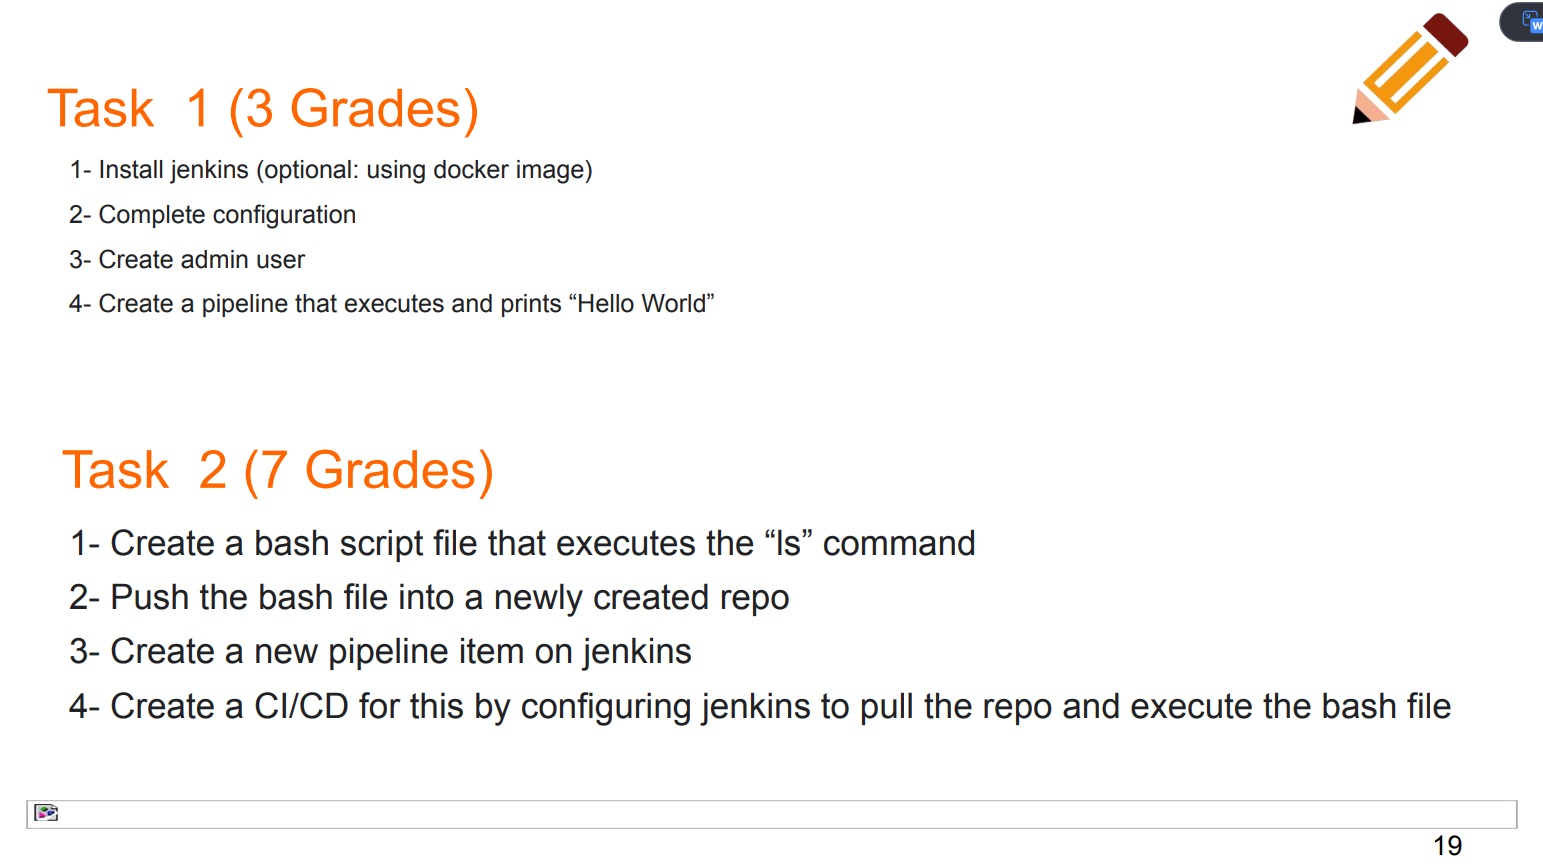 Task 1 (3 Grades)
1- Install jenkins (optional: using docker image)
2- Complete configuration
3- Create admin user
4- Create a pipeline that executes and prints “Hello World”
Task 2 (7 Grades)
1- Create a bash script file that executes the “ls” command
2- Push the bash file into a newly created repo
3- Create a new pipeline item on jenkins
4- Create a CI/CD for this by configuring jenkins to pull the repo and execute the bash file
19
W